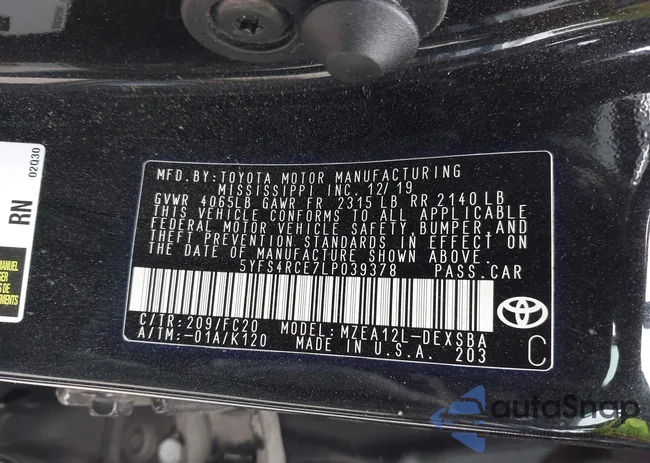 MFD.BY:TOYOTA MOTOR MANUFACTURING
MISSISSIPPI INC. 12/19
GVWR 4065LB GAWR FR 2315 LB RR 2140 LB
THIS VEHICLE CONFORMS TO ALL APPLICABLE
FEDERAL MOTOR VEHICLE SAFETY, BUMPER, AND
THEFT PREVENTION STANDARDS IN EFFECT
THE DATE OF MANUFACTURE SHOWN ABOVE.
5YFS4RCE7LP039378 PASS.CAR
C/TR:209/FC20 MODEL:MZEA12L-DEXSBA
A/TM:-01A/K120 MADE IN U.S.A. 203
C
02Q30
RN
MANUEL
autoSnap